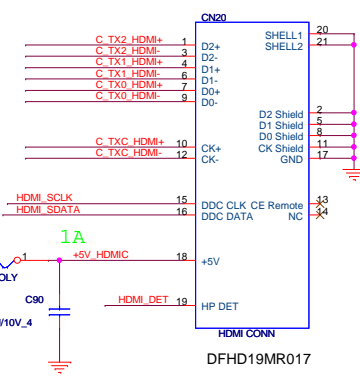 CN20
C_TX2_HDMI+ 1 D2+ SHELL1 20
C_TX2_HDMI- 3 D2- SHELL2 21
C_TX1_HDMI+ 4 D1+
C_TX1_HDMI- 6 D1-
C_TX0_HDMI+ 7 D0+
C_TX0_HDMI- 9 D0-
D2 Shield 2
D1 Shield 5
D0 Shield 8
C_TXC_HDMI+ 10 CK+ CK Shield 11
C_TXC_HDMI- 12 CK- GND 17
HDMI_SCLK 15 DDC CLK CE Remote 13
HDMI_SDATA 16 DDC DATA NC 14
1A
1 +5V_HDMIC 18 +5V
OLY
C90
HDMI_DET 19 HP DET
/10V_4
HDMI CONN
DFHD19MR017